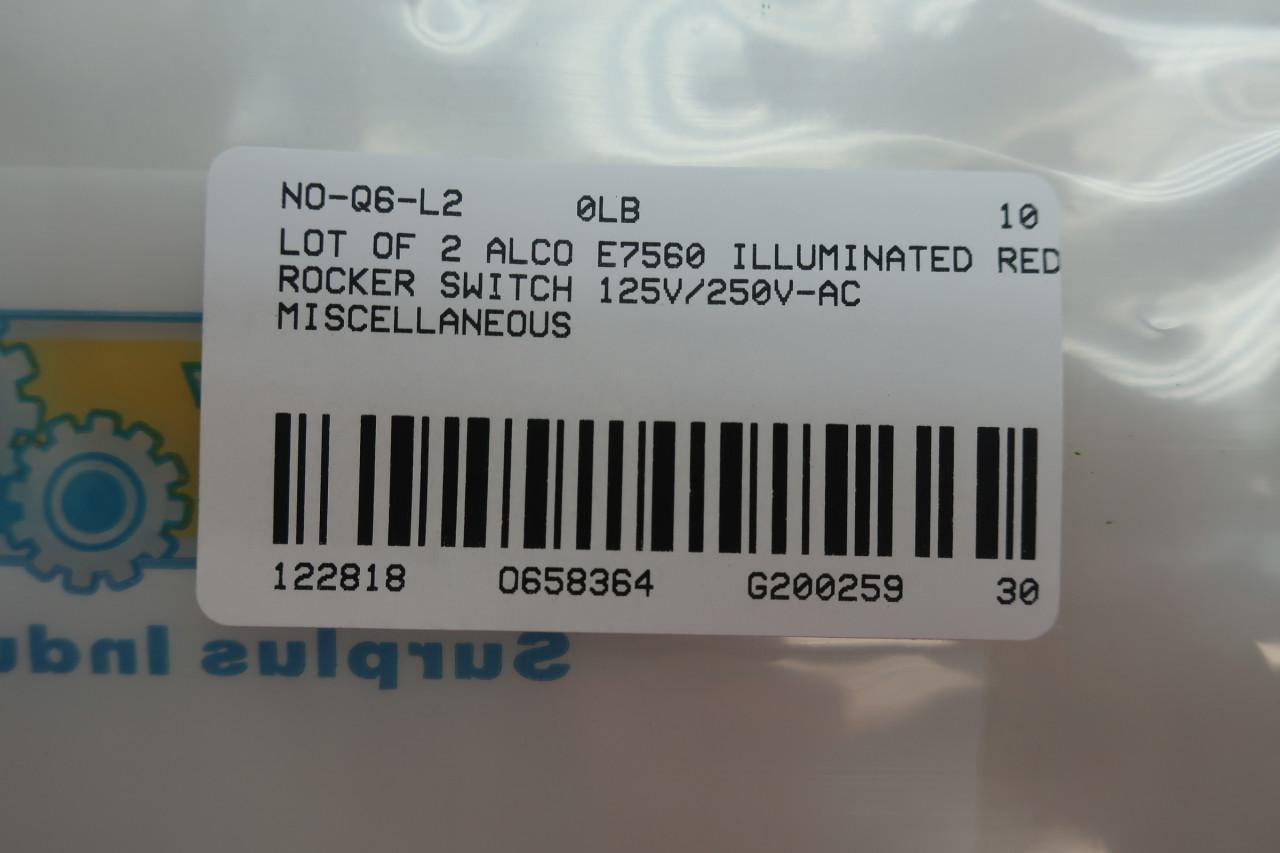 NO-Q6-L2 0LB 10
LOT OF 2 ALCO E7560 ILLUMINATED RED
ROCKER SWITCH 125V/250V-AC
MISCELLANEOUS
122818 O658364 G200259 30
Surplus Indu